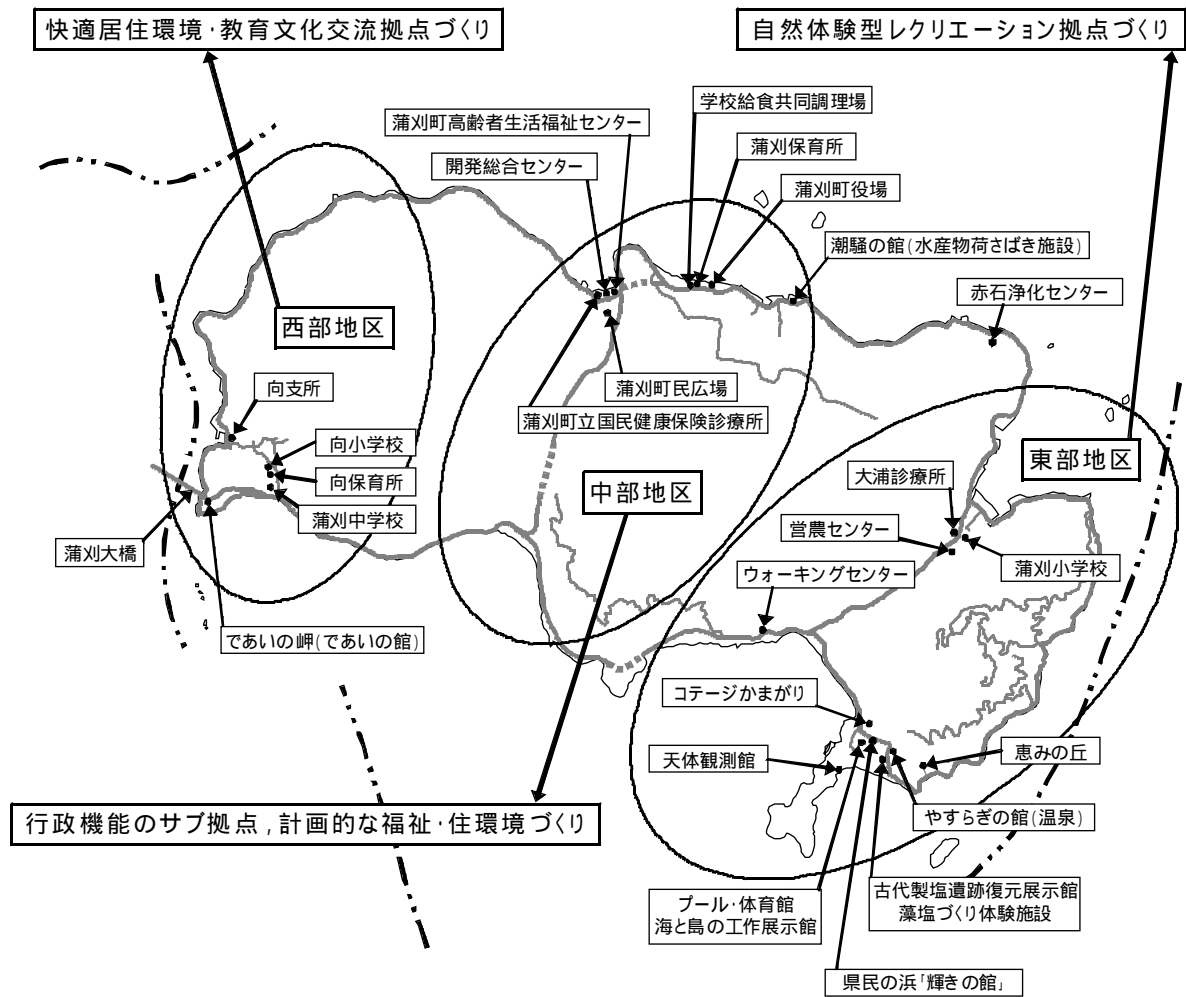 快適居住環境・教育文化交流拠点づくり
自然体験型レクリエーション拠点づくり
学校給食共同調理場
蒲刈町高齢者生活福祉センター
蒲刈保育所
開発総合センター
蒲刈町役場
潮騒の館(水産物荷さばき施設)
赤石浄化センター
西部地区
向支所
蒲刈町民広場
蒲刈町立国民健康保険診療所
向小学校
向保育所
蒲刈中学校
蒲刈大橋
中部地区
東部地区
大浦診療所
営農センター
蒲刈小学校
ウォーキングセンター
であいの岬(であいの館)
コテージかまがり
天体観測館
恵みの丘
やすらぎの館(温泉)
行政機能のサブ拠点,計画的な福祉・住環境づくり
プール・体育館
海と島の工作展示館
古代製塩遺跡復元展示館
藻塩づくり体験施設
県民の浜「輝きの館」